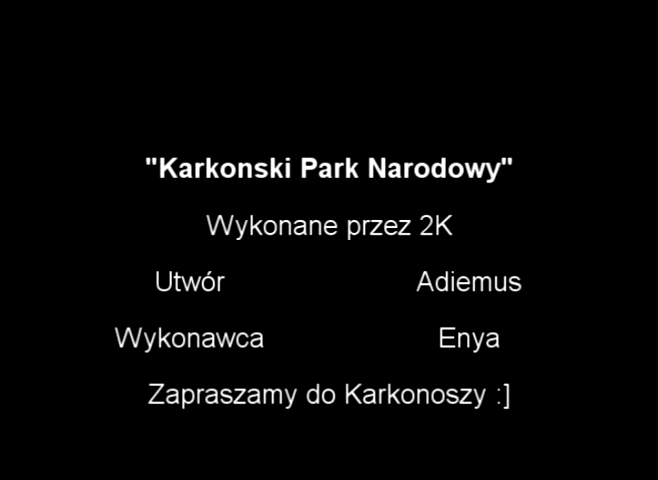 "Karkonski Park Narodowy"
Wykonane przez 2K
Utwór Adiemus
Wykonawca Enya
Zapraszamy do Karkonoszy :]